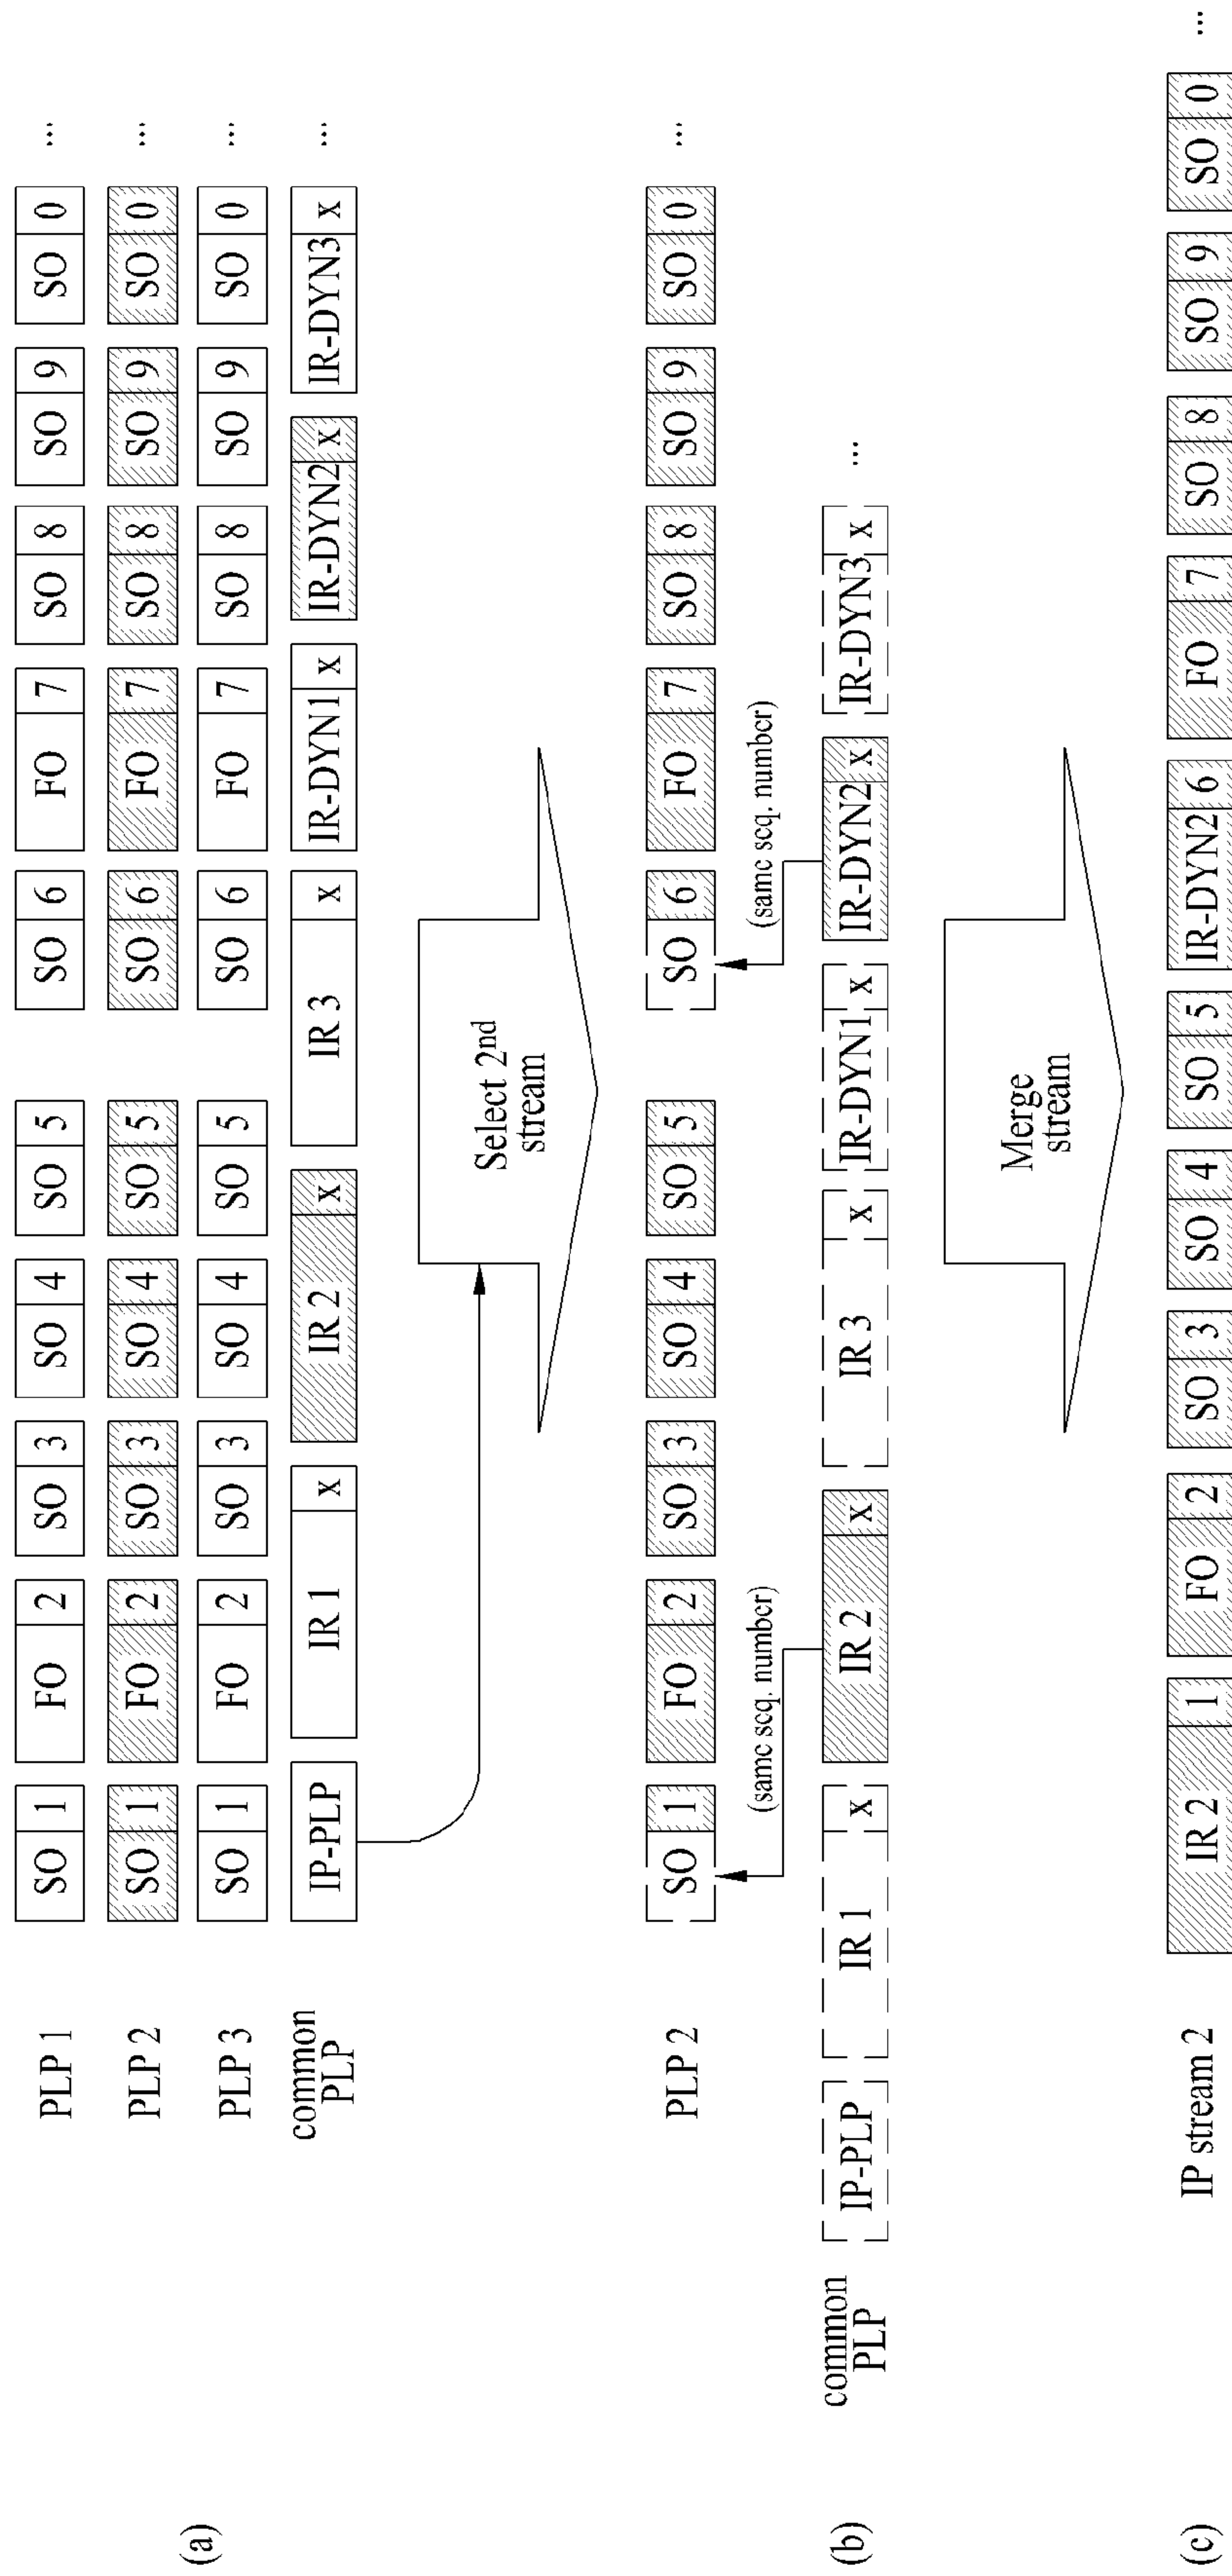 (a)
PLP 1 SO 1 FO 2 SO 3 SO 4 SO 5 SO 6 FO 7 SO 8 SO 9 SO 0 ...
PLP 2 SO 1 FO 2 SO 3 SO 4 SO 5 SO 6 FO 7 SO 8 SO 9 SO 0 ...
PLP 3 SO 1 FO 2 SO 3 SO 4 SO 5 SO 6 FO 7 SO 8 SO 9 SO 0 ...
common
PLP
IP-PLP IR 1 x IR 2 x IR 3 x IR-DYN1 x IR-DYN2 x IR-DYN3 x ...
Select 2nd
stream
(b)
PLP 2 SO 1 FO 2 SO 3 SO 4 SO 5 SO 6 FO 7 SO 8 SO 9 SO 0 ...
(same seq. number) (same seq. number)
common
PLP
IP-PLP IR 1 x IR 2 x IR 3 x IR-DYN1 x IR-DYN2 x IR-DYN3 x ...
Merge
stream
(c)
IP stream 2 IR 2 1 FO 2 SO 3 SO 4 SO 5 IR-DYN2 6 FO 7 SO 8 SO 9 SO 0 ...